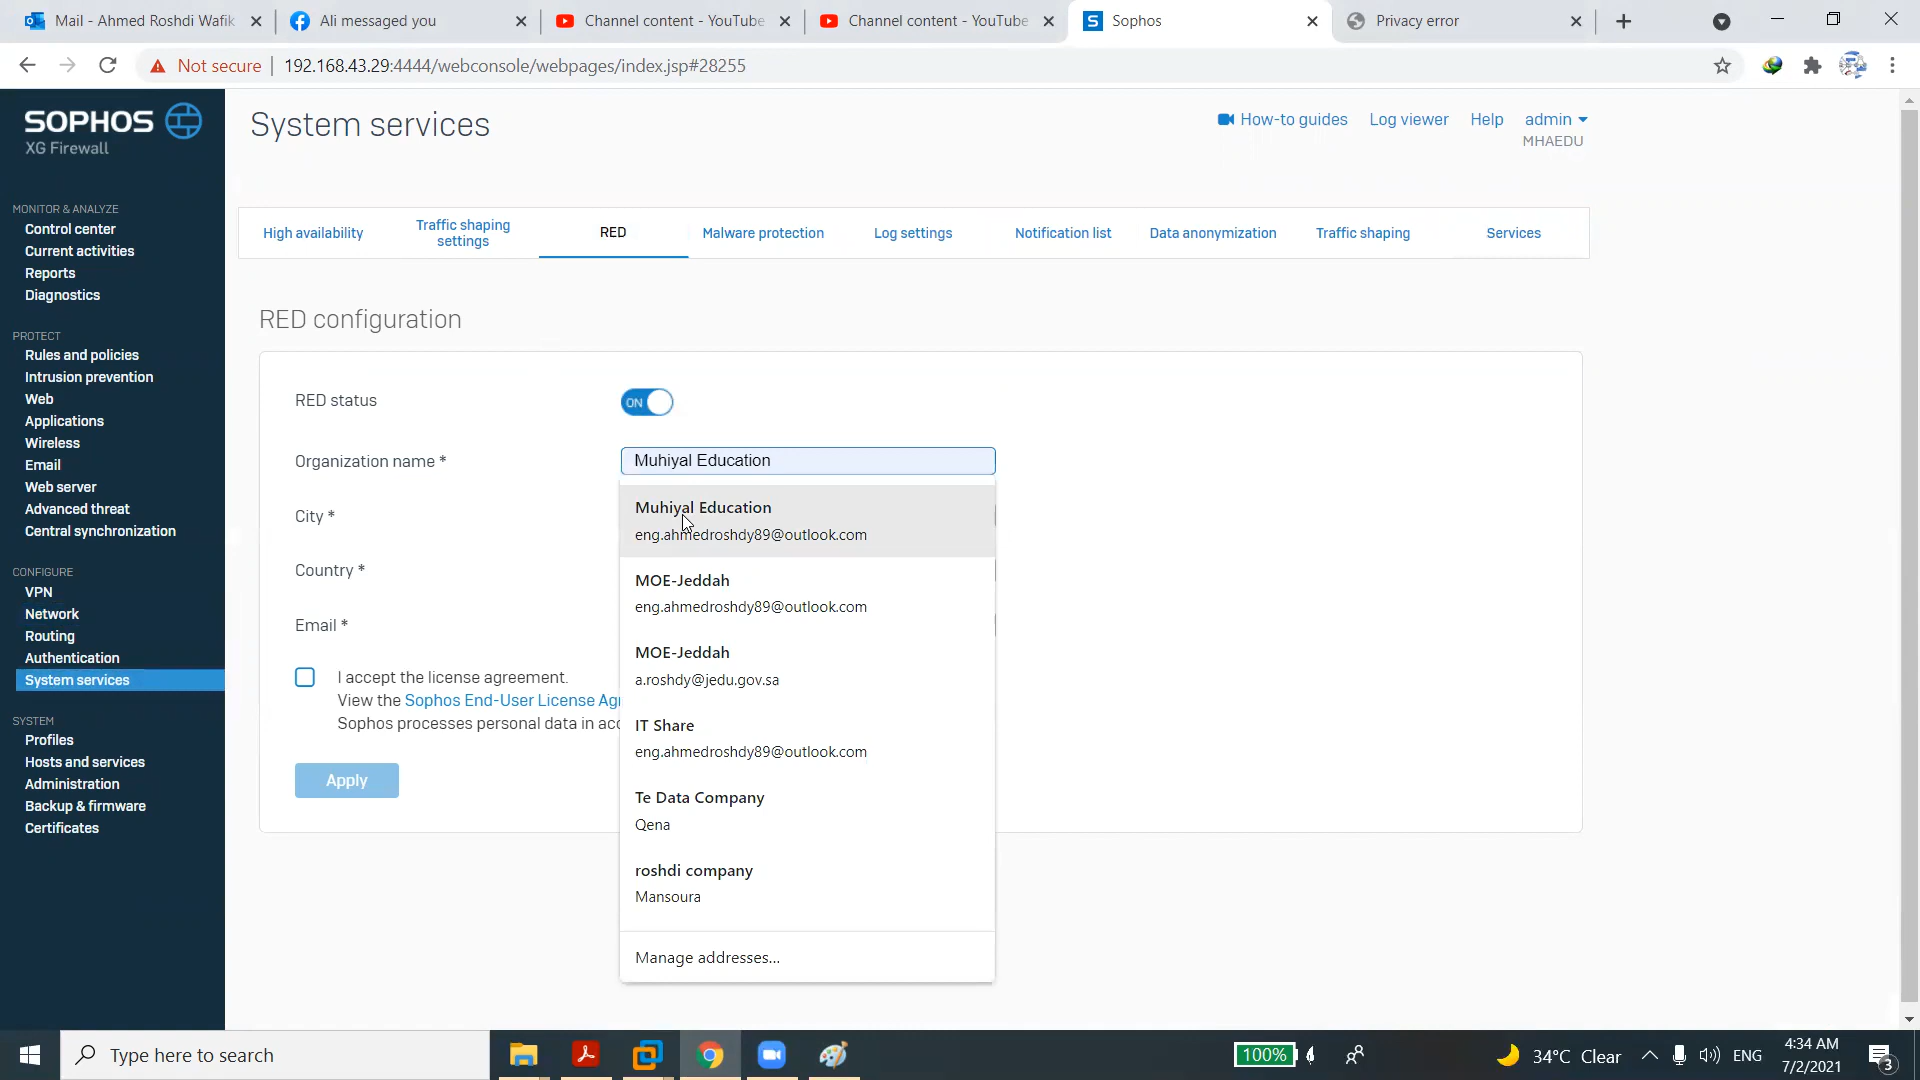 Mail - Ahmed Roshdi Wafik
Ali messaged you
Channel content - YouTube
Channel content - YouTube
Sophos
Privacy error
Not secure
192.168.43.29:4444/webconsole/webpages/index.jsp#28255
SOPHOS
XG Firewall
System services
How-to guides
Log viewer
Help
admin
MHAEDU
MONITOR & ANALYZE
Control center
Current activities
Reports
Diagnostics
PROTECT
Rules and policies
Intrusion prevention
Web
Applications
Wireless
Email
Web server
Advanced threat
Central synchronization
CONFIGURE
VPN
Network
Routing
Authentication
System services
SYSTEM
Profiles
Hosts and services
Administration
Backup & firmware
Certificates
High availability
Traffic shaping
settings
RED
Malware protection
Log settings
Notification list
Data anonymization
Traffic shaping
Services
RED configuration
RED status
ON
Organization name *
Muhiyal Education
City *
Country *
Email *
I accept the license agreement.
View the Sophos End-User License Agr
Sophos processes personal data in acc
Apply
Muhiyal Education
eng.ahmedroshdy89@outlook.com
MOE-Jeddah
eng.ahmedroshdy89@outlook.com
MOE-Jeddah
a.roshdy@jedu.gov.sa
IT Share
eng.ahmedroshdy89@outlook.com
Te Data Company
Qena
roshdi company
Mansoura
Manage addresses...
Type here to search
100%
34°C Clear
ENG
4:34 AM
7/2/2021
3